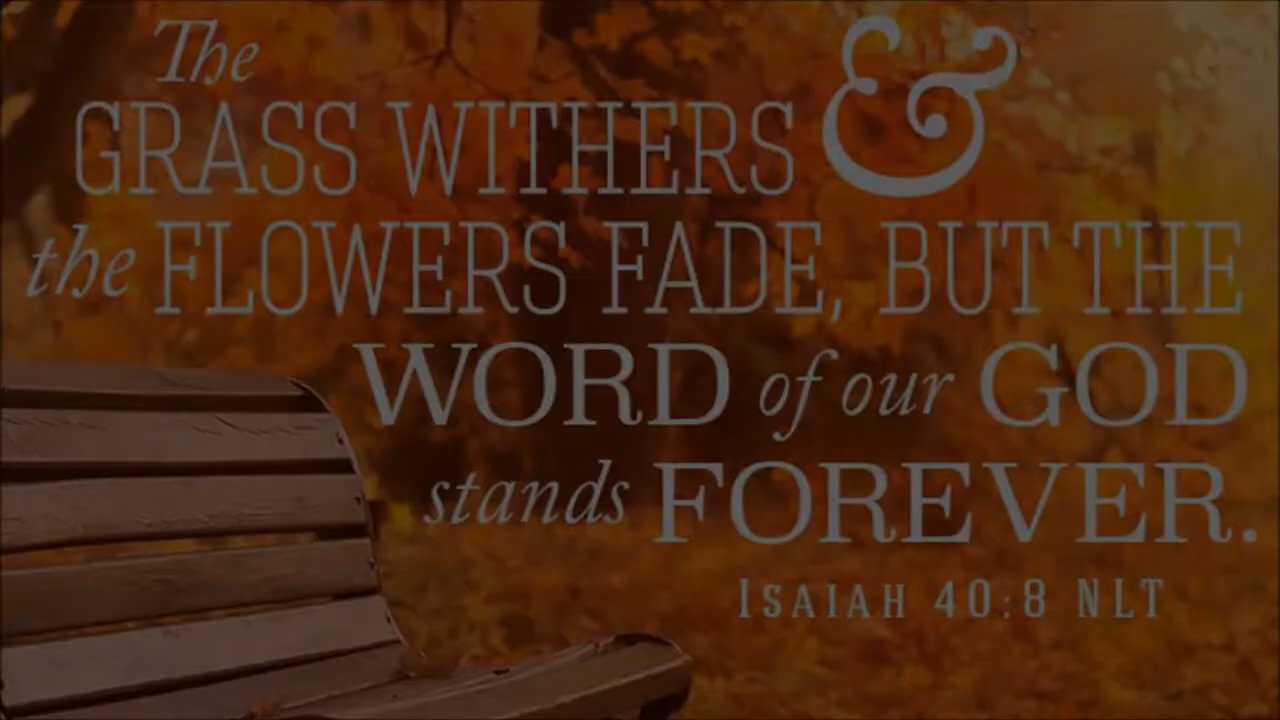 The
GRASS WITHERS &
the FLOWERS FADE, BUT THE
WORD of our GOD
stands FOREVER.
ISAIAH 40:8 NLT